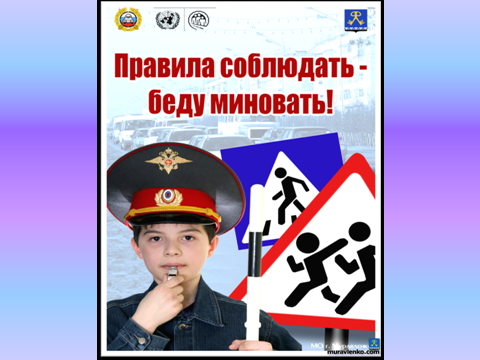 Правила соблюдать -
беду миновать!
muravlenko.com